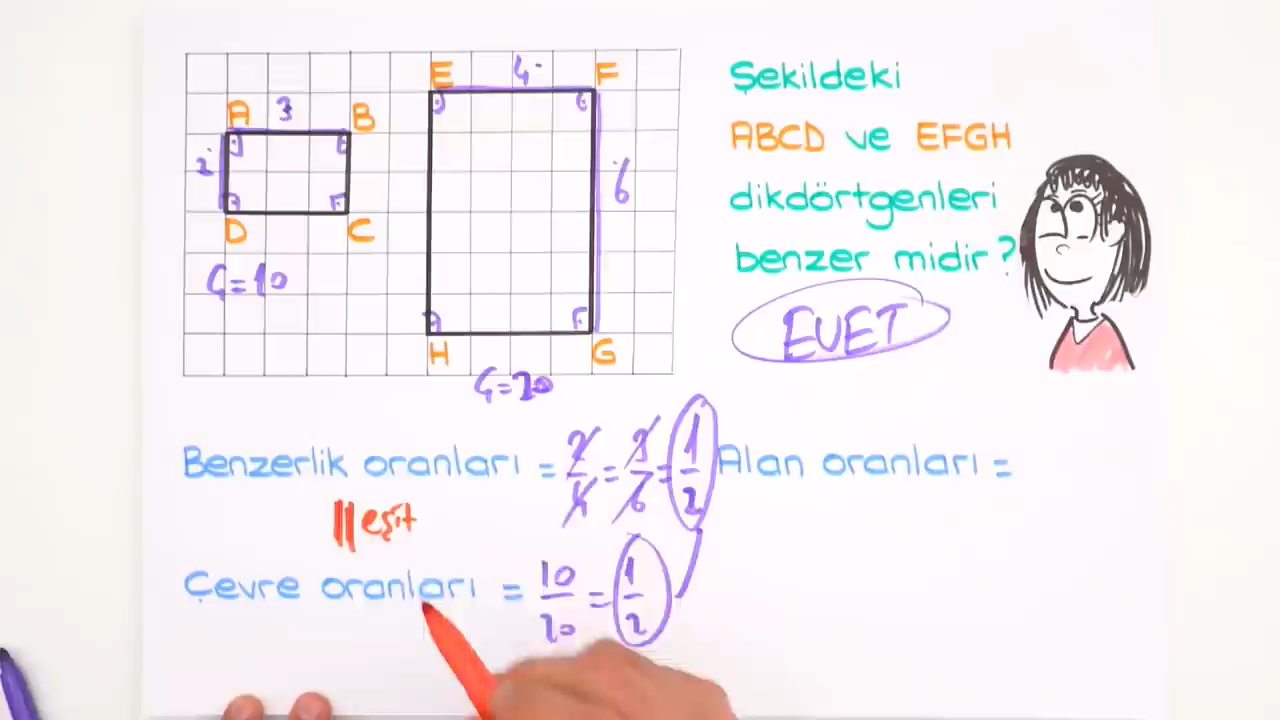 E 4 F
A 3 B
2
6
D C
Ç=10
H G
Ç=20
Şekildeki
ABCD ve EFGH
dikdörtgenleri
benzer midir?
EVET
Benzerlik oranları = 2/4 = 3/6 = 1/2
Alan oranları =
|| eşit
Çevre oranları = 10/20 = 1/2